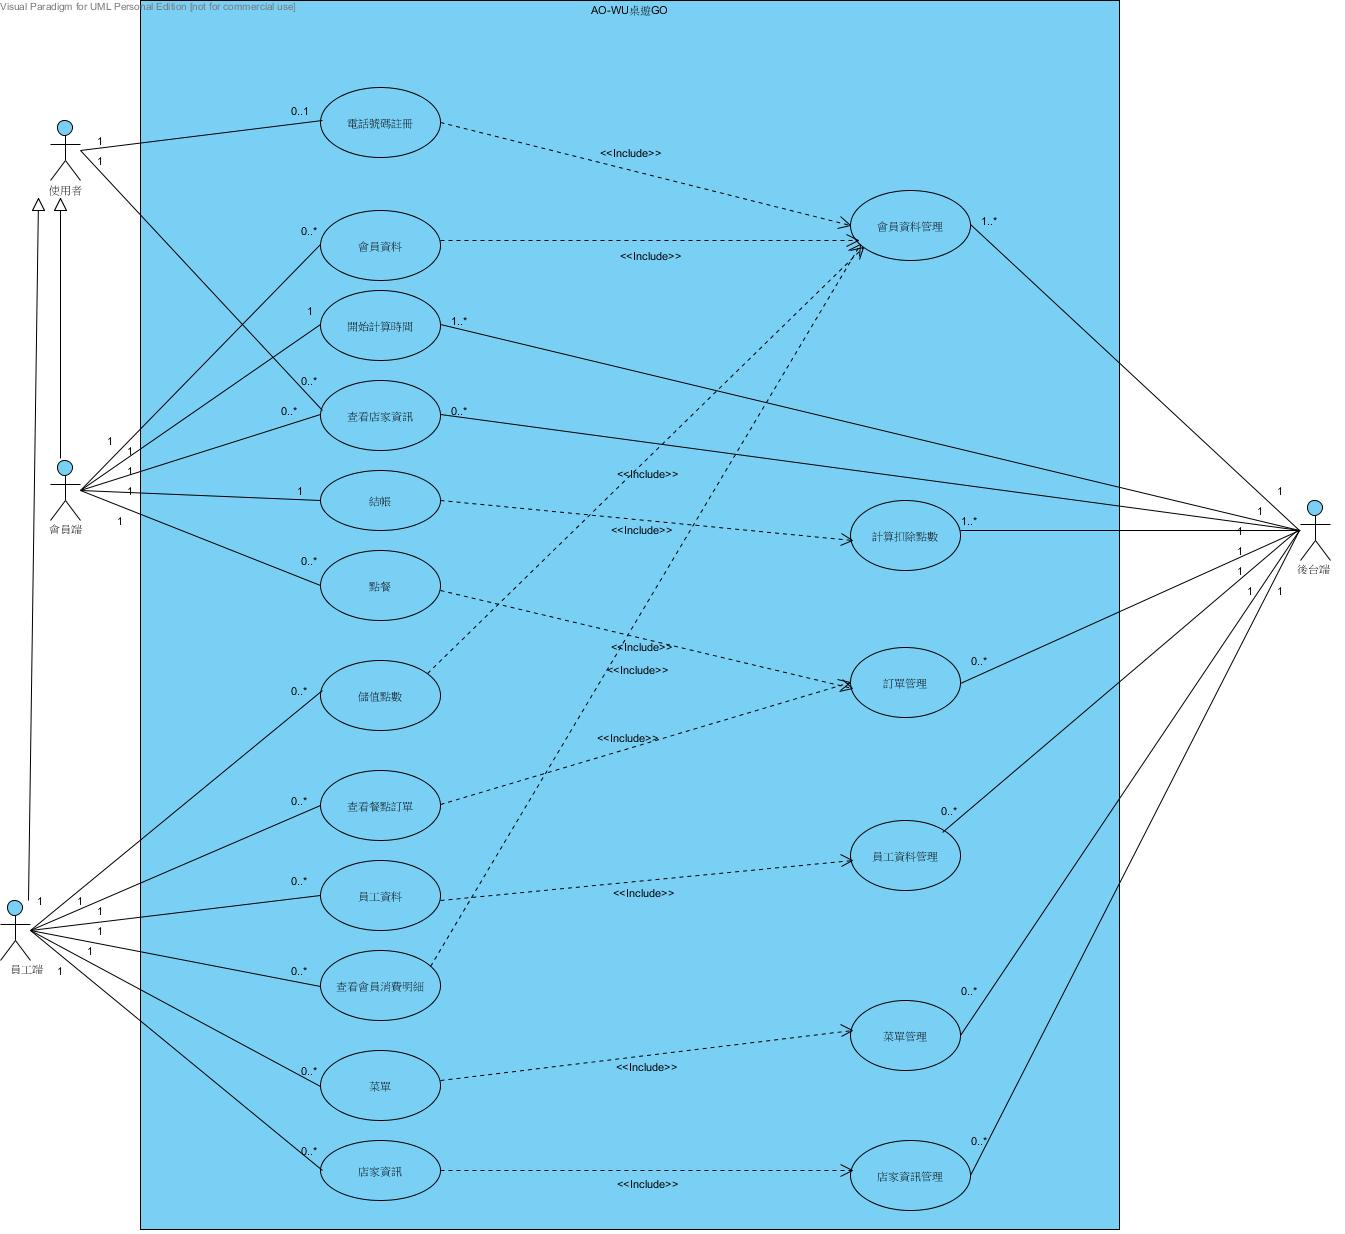 Visual Paradigm for UML Personal Edition [not for commercial use]
AO-WU桌遊GO
0..1
電話號碼註冊
1
1
<<Include>>
使用者
會員資料管理
1..*
0..*
會員資料
<<Include>>
1
開始計算時間
1..*
0..*
0..*
查看店家資訊
0..*
1
1
1
1
1
會員端
<<Include>>
1
結帳
<<Include>>
計算扣除點數
1..*
1
1
1
1
1
1
1
後台端
0..*
點餐
<<Include>>
<<Include>>
訂單管理
0..*
0..*
儲值點數
<<Include>>
0..*
查看餐點訂單
0..*
員工資料管理
0..*
員工資料
<<Include>>
1
1
1
1
1
1
員工端
0..*
查看會員消費明細
0..*
菜單管理
0..*
菜單
<<Include>>
0..*
店家資訊
<<Include>>
0..*
店家資訊管理